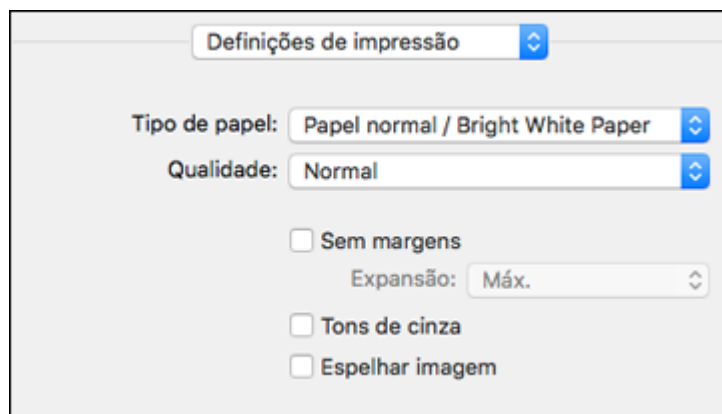 Definições de impressão
Tipo de papel: Papel normal / Bright White Paper
Qualidade: Normal
Sem margens
Expansão: Máx.
Tons de cinza
Espelhar imagem